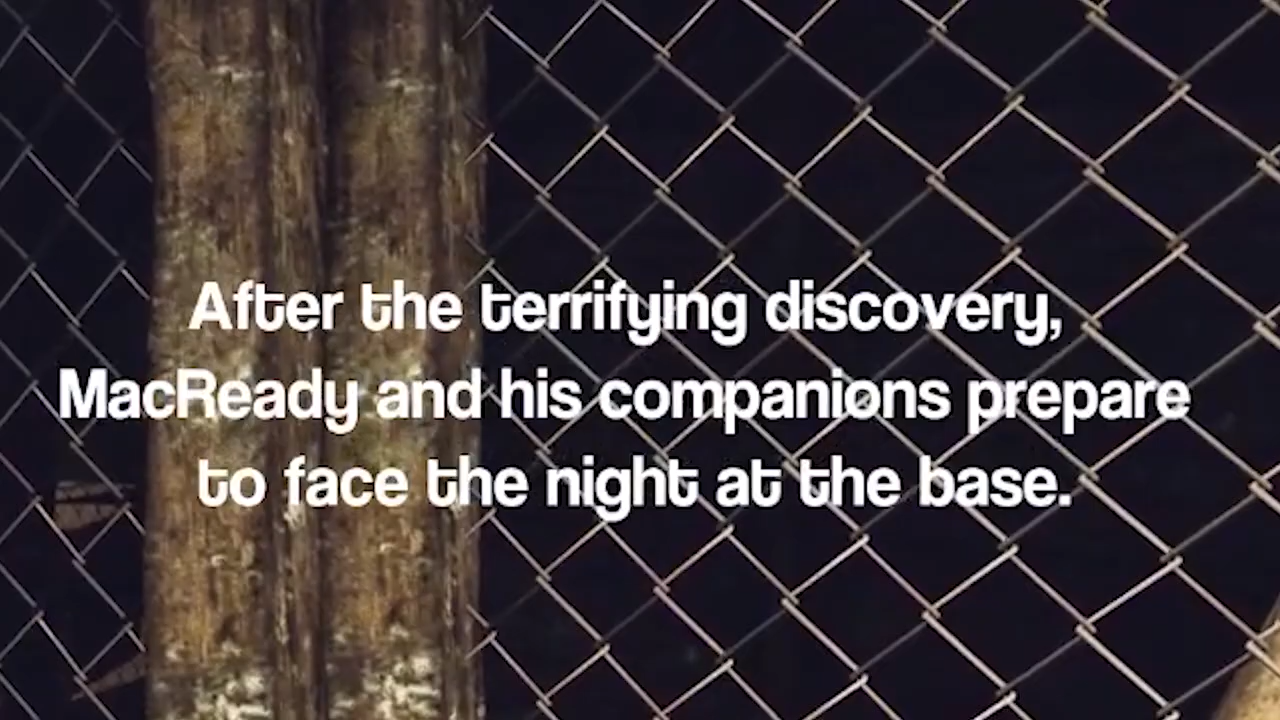 After the terrifying discovery,
MacReady and his companions prepare
to face the night at the base.